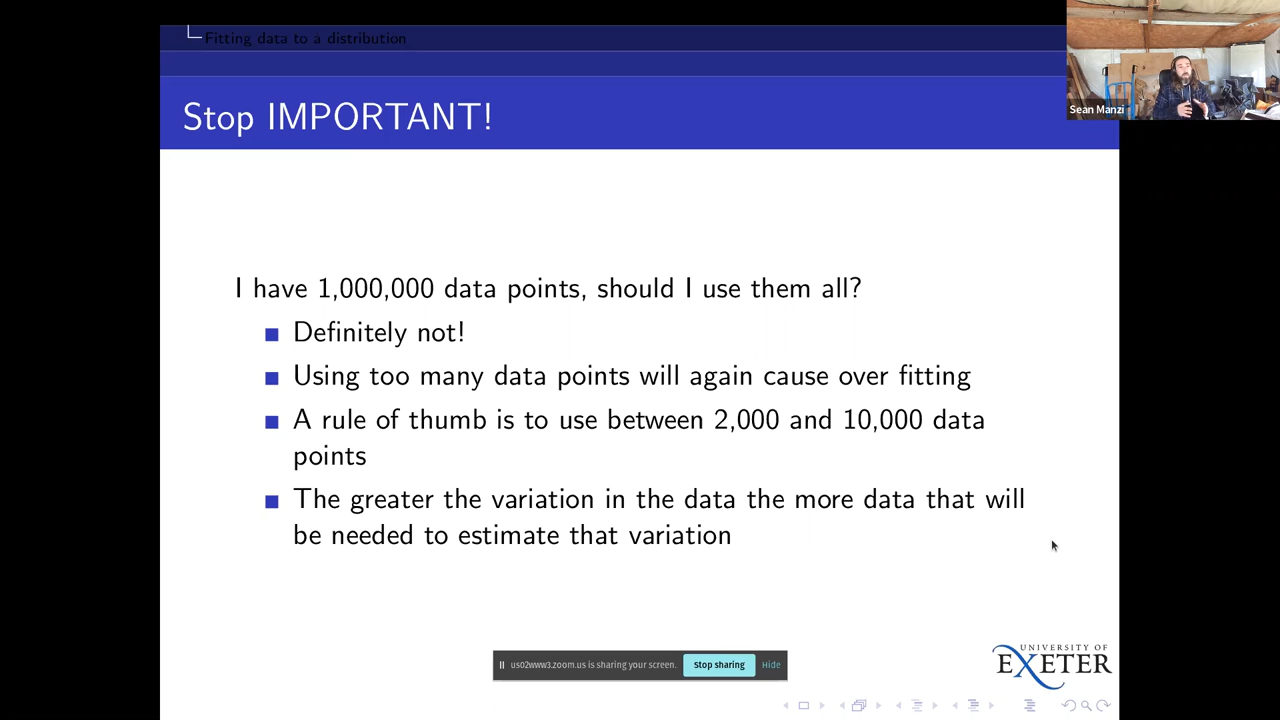 Fitting data to a distribution
Stop IMPORTANT!
Sean Manzi
I have 1,000,000 data points, should I use them all?
Definitely not!
Using too many data points will again cause over fitting
A rule of thumb is to use between 2,000 and 10,000 data
points
The greater the variation in the data the more data that will
be needed to estimate that variation
UNIVERSITY OF
EXETER
us02www3.zoom.us is sharing your screen. Stop sharing Hide